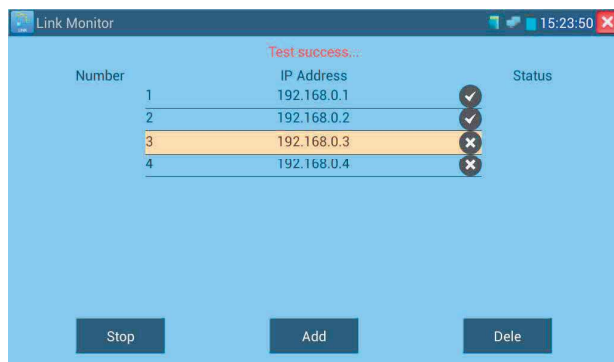 Link Monitor 15:23:50
Test success...
Number IP Address Status
1 192.168.0.1
2 192.168.0.2
3 192.168.0.3
4 192.168.0.4
Stop Add Dele